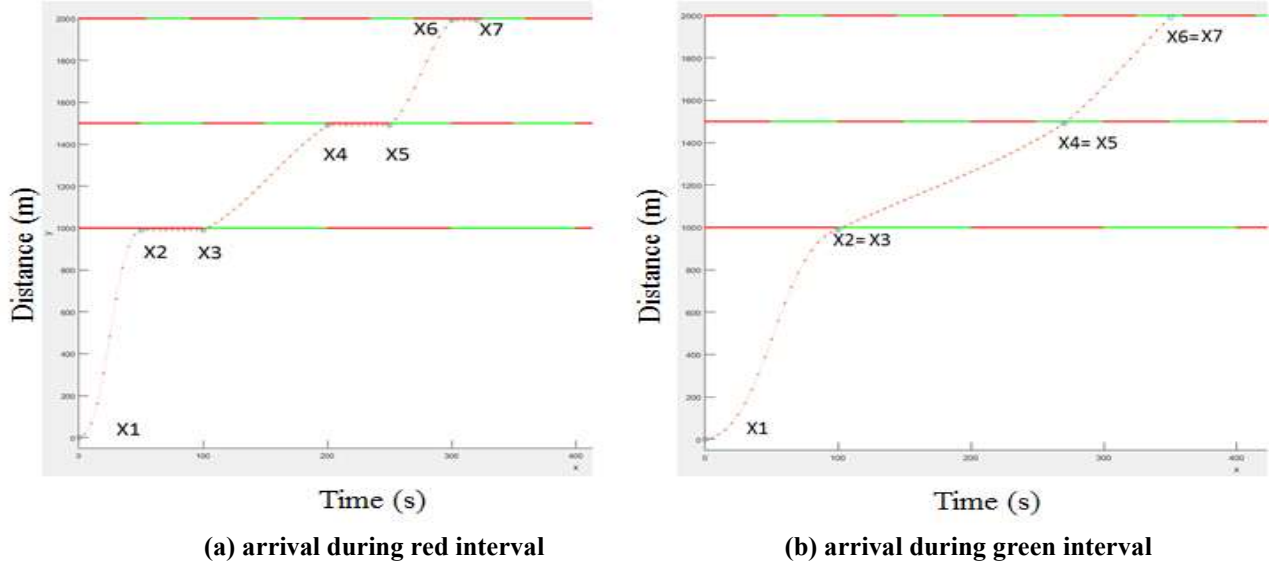 2000
1800
1600
1400
1200
1000
800
600
400
200
0
y
Distance (m)
X1
X2
X3
X4
X5
X6
X7
0
100
200
300
400
x
Time (s)
(a) arrival during red interval
2000
1800
1600
1400
1200
1000
800
600
400
200
0
Distance (m)
X1
X2= X3
X4= X5
X6= X7
0
100
200
300
400
x
Time (s)
(b) arrival during green interval